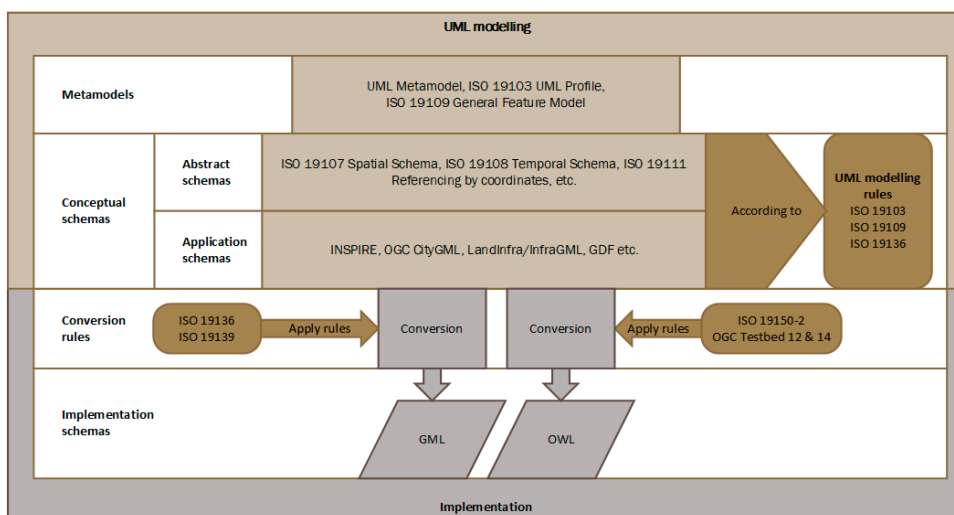 UML modelling
Metamodels
UML Metamodel, ISO 19103 UML Profile,
ISO 19109 General Feature Model
Conceptual
schemas
Abstract
schemas
ISO 19107 Spatial Schema, ISO 19108 Temporal Schema, ISO 19111
Referencing by coordinates, etc.
Application
schemas
INSPIRE, OGC CityGML, LandInfra/InfraGML, GDF etc.
According to
UML modelling
rules
ISO 19103
ISO 19109
ISO 19136
Conversion
rules
ISO 19136
ISO 19139
Apply rules
Conversion
Conversion
Apply rules
ISO 19150-2
OGC Testbed 12 & 14
Implementation
schemas
GML
OWL
Implementation